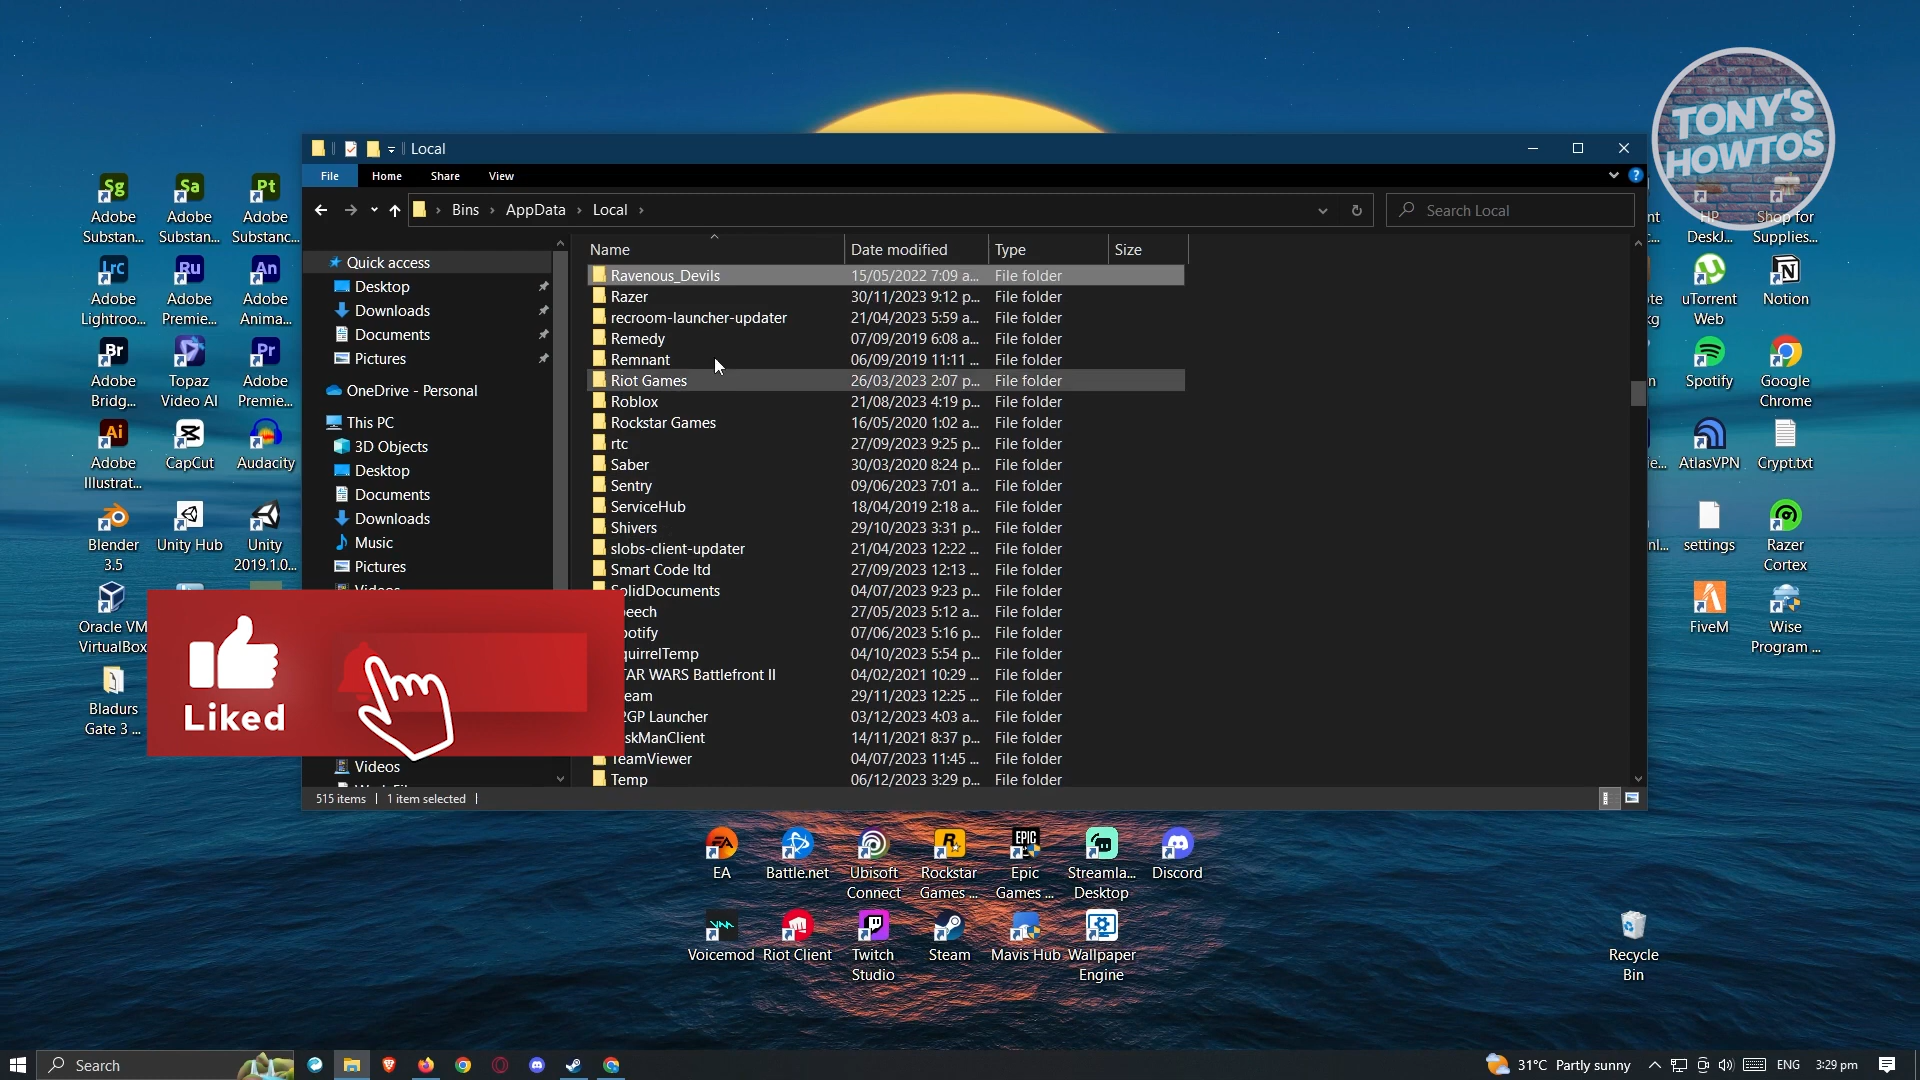 TONY'S
HOWTOS
Local
File
Home
Share
View
Bins
AppData
Local
Search Local
Name
Date modified
Type
Size
Quick access
Desktop
Downloads
Documents
Pictures
OneDrive - Personal
This PC
3D Objects
Desktop
Documents
Downloads
Music
Pictures
Videos
Ravenous_Devils 15/05/2022 7:09 a... File folder
Razer 30/11/2023 9:12 p... File folder
recroom-launcher-updater 21/04/2023 5:59 a... File folder
Remedy 07/09/2019 6:08 a... File folder
Remnant 06/09/2019 11:11 ... File folder
Riot Games 26/03/2023 2:07 p... File folder
Roblox 21/08/2023 4:19 p... File folder
Rockstar Games 16/05/2020 1:02 a... File folder
rtc 27/09/2023 9:25 p... File folder
Saber 30/03/2020 8:24 p... File folder
Sentry 09/06/2023 7:01 a... File folder
ServiceHub 18/04/2019 2:18 a... File folder
Shivers 29/10/2023 3:31 p... File folder
slobs-client-updater 21/04/2023 12:22 ... File folder
Smart Code ltd 27/09/2023 12:13 ... File folder
SolidDocuments 04/07/2023 9:23 p... File folder
peech 27/05/2023 5:12 a... File folder
potify 07/06/2023 5:16 p... File folder
quirrelTemp 04/10/2023 5:54 p... File folder
TAR WARS Battlefront II 04/02/2021 10:29 ... File folder
eam 29/11/2023 12:25 ... File folder
2GP Launcher 03/12/2023 4:03 a... File folder
skManClient 14/11/2021 8:37 p... File folder
TeamViewer 04/07/2023 11:45 ... File folder
Temp 06/12/2023 3:29 p... File folder
515 items
1 item selected
Liked
Adobe
Substan...
Adobe
Substan...
Adobe
Substanc...
Adobe
Lightroo...
Adobe
Premie...
Adobe
Anima...
Adobe
Bridg...
Topaz
Video AI
Adobe
Premie...
Adobe
Illustrat...
CapCut
Audacity
Blender
3.5
Unity Hub
Unity
2019.1.0...
Oracle VM
VirtualBox
Bladurs
Gate 3 ...
HP
DeskJ...
Shop for
Supplies...
uTorrent
Web
Notion
Spotify
Google
Chrome
AtlasVPN
Crypt.txt
settings
Razer
Cortex
FiveM
Wise
Program ...
EA
Battle.net
Ubisoft
Connect
Rockstar
Games ...
Epic
Games ...
Streamla...
Desktop
Discord
Voicemod
Riot Client
Twitch
Studio
Steam
Mavis Hub
Wallpaper
Engine
Recycle
Bin
Search
31°C Partly sunny
ENG
3:29 pm